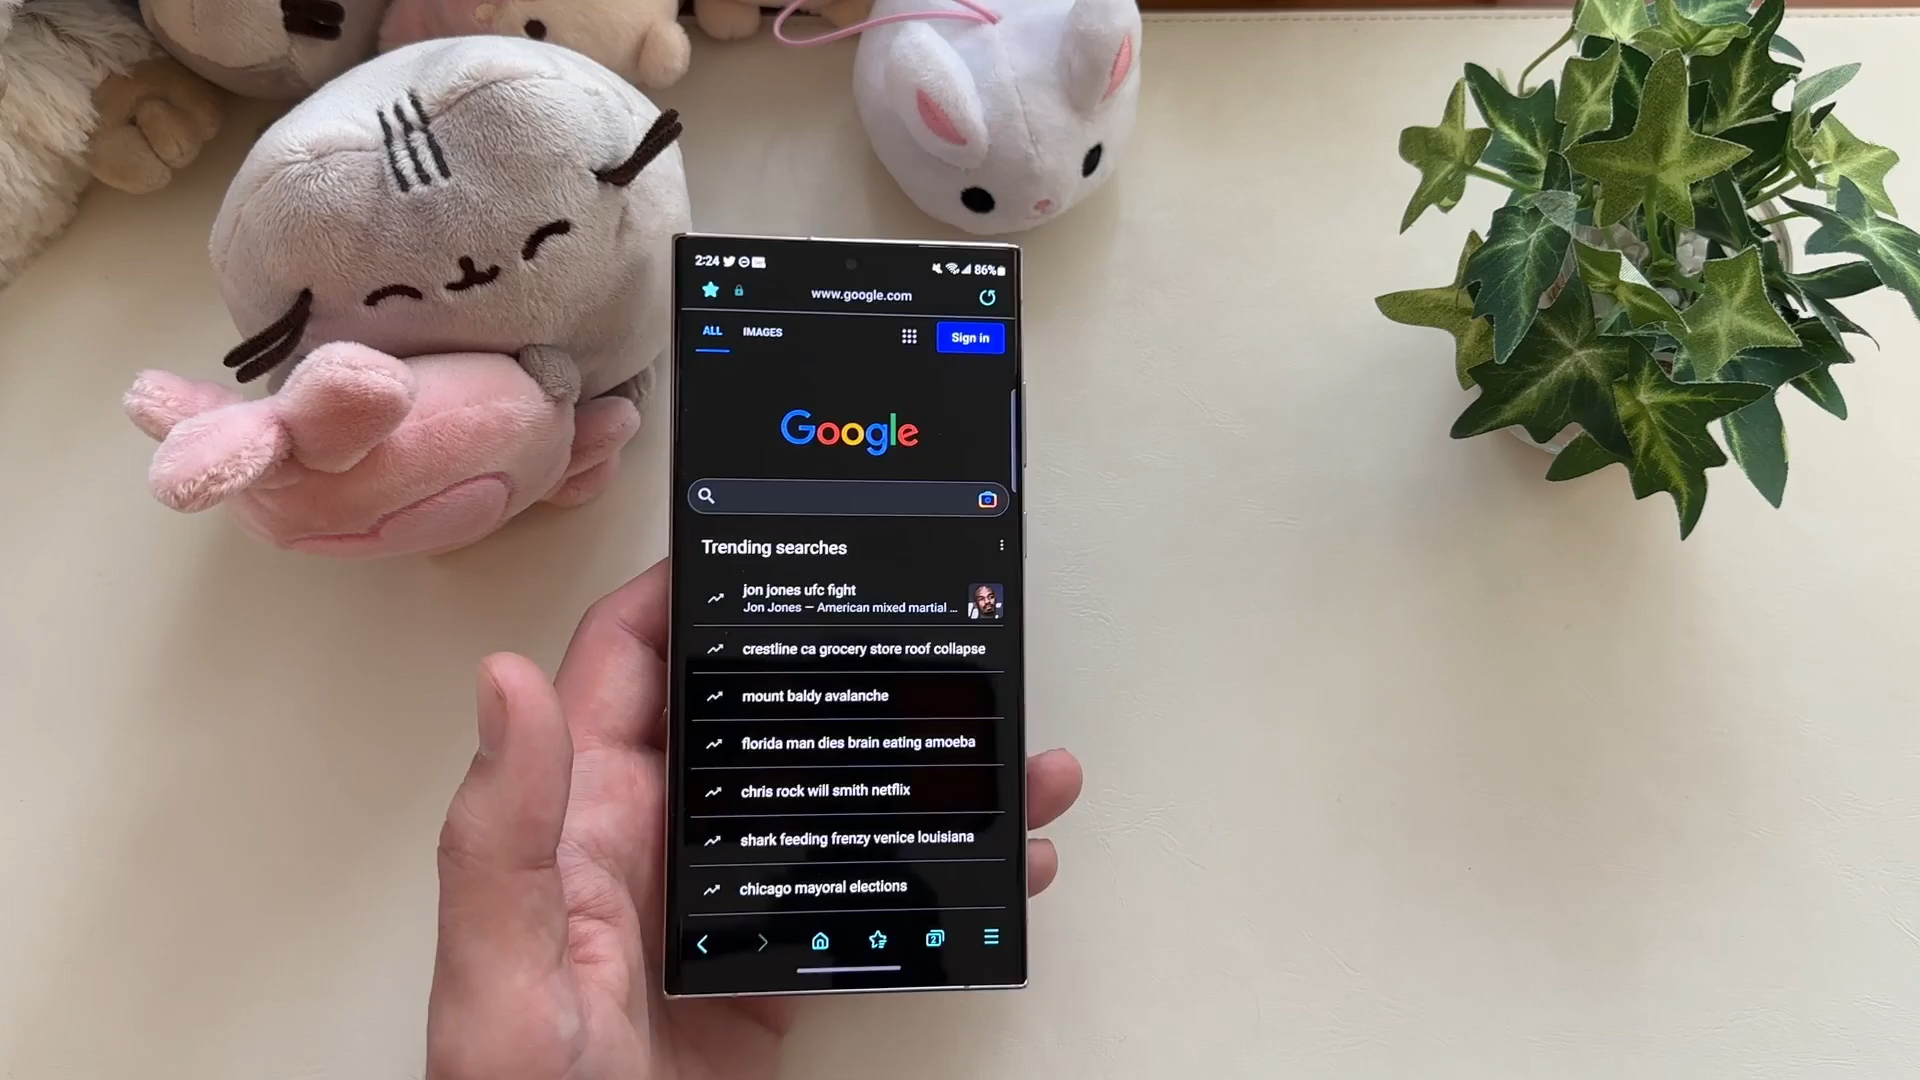 2:24
86%
www.google.com
ALL IMAGES
Sign in
Google
Trending searches
jon jones ufc fight
Jon Jones — American mixed martial ...
crestline ca grocery store roof collapse
mount baldy avalanche
florida man dies brain eating amoeba
chris rock will smith netflix
shark feeding frenzy venice louisiana
chicago mayoral elections
2